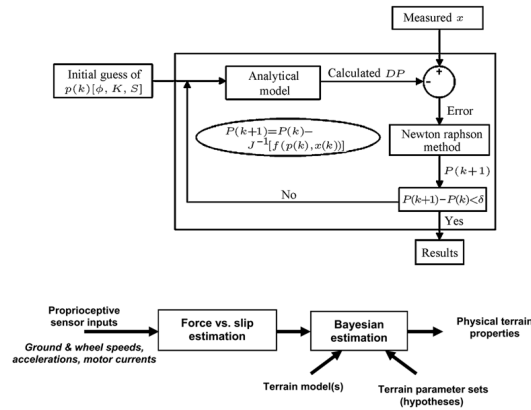 Measured x
Initial guess of
p(k)[ϕ, K, S]
Analytical
model
Calculated DP
+
−
Error
P(k+1)=P(k)−
J⁻¹[f(p(k),x(k))]
Newton raphson
method
P(k+1)
No
P(k+1)−P(k)<δ
Yes
Results
Proprioceptive
sensor inputs
Ground & wheel speeds,
accelerations, motor currents
Force vs. slip
estimation
Bayesian
estimation
Physical terrain
properties
Terrain model(s)
Terrain parameter sets
(hypotheses)